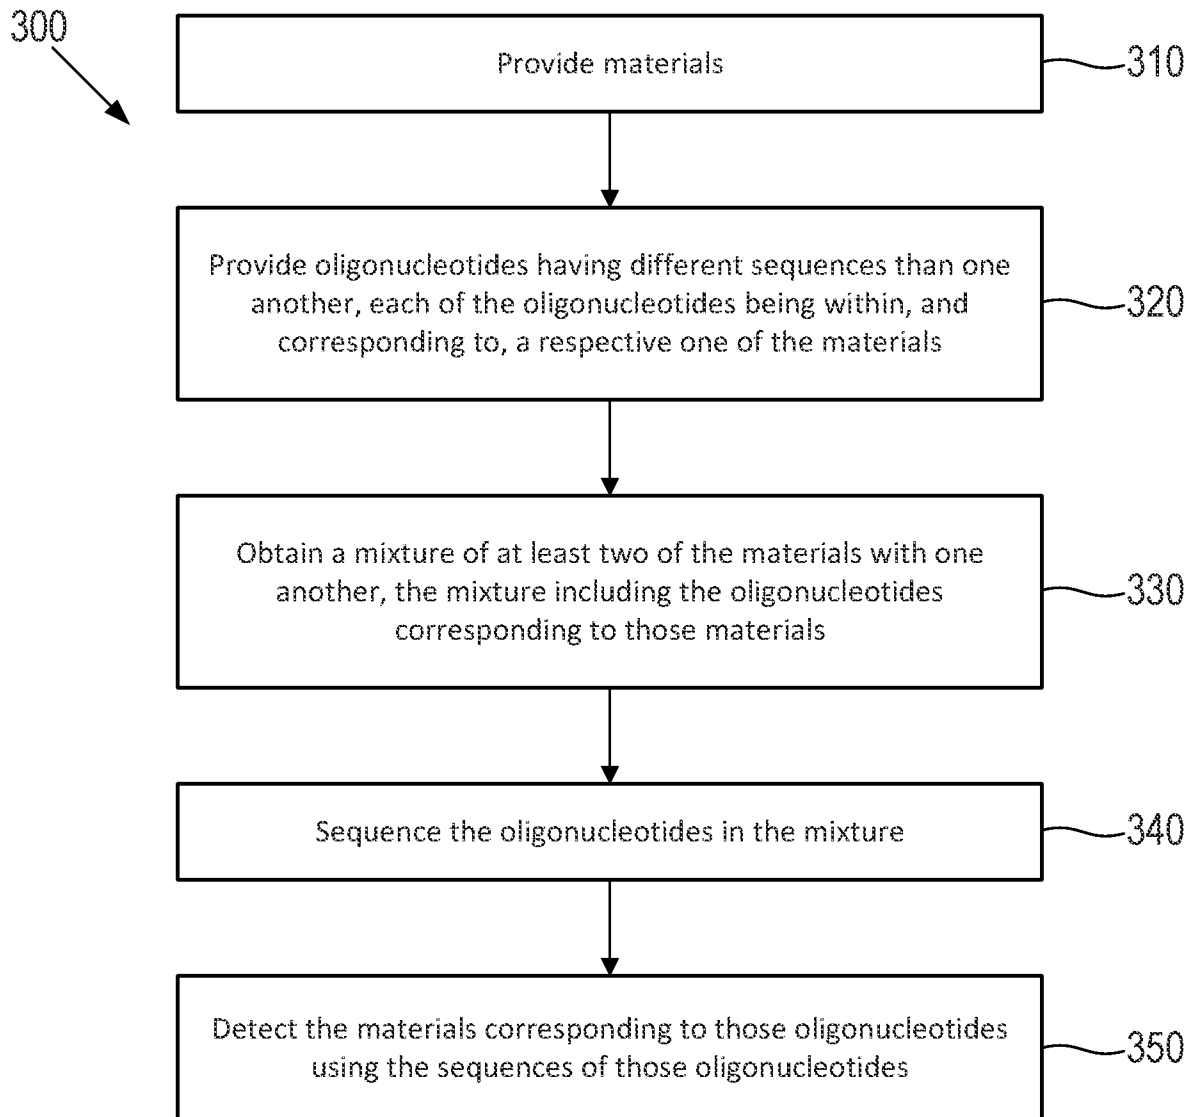 300
Provide materials
310
Provide oligonucleotides having different sequences than one
another, each of the oligonucleotides being within, and
corresponding to, a respective one of the materials
320
Obtain a mixture of at least two of the materials with one
another, the mixture including the oligonucleotides
corresponding to those materials
330
Sequence the oligonucleotides in the mixture
340
Detect the materials corresponding to those oligonucleotides
using the sequences of those oligonucleotides
350